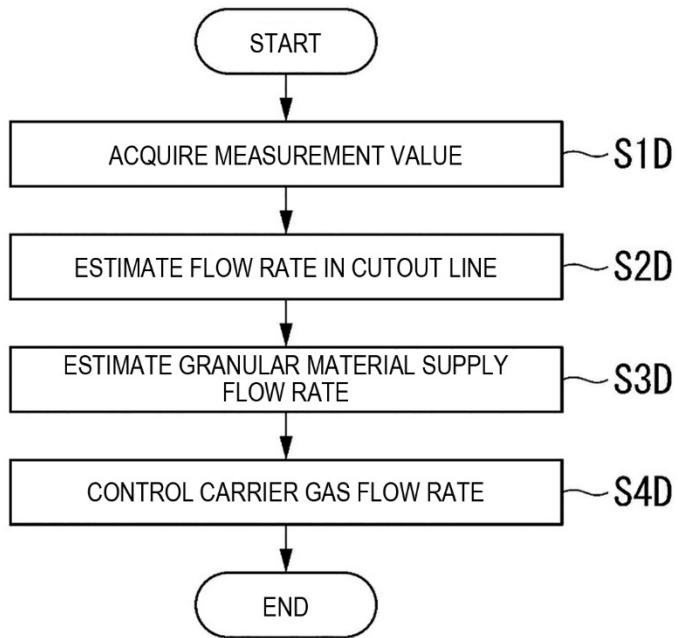 START
ACQUIRE MEASUREMENT VALUE
S1D
ESTIMATE FLOW RATE IN CUTOUT LINE
S2D
ESTIMATE GRANULAR MATERIAL SUPPLY
FLOW RATE
S3D
CONTROL CARRIER GAS FLOW RATE
S4D
END